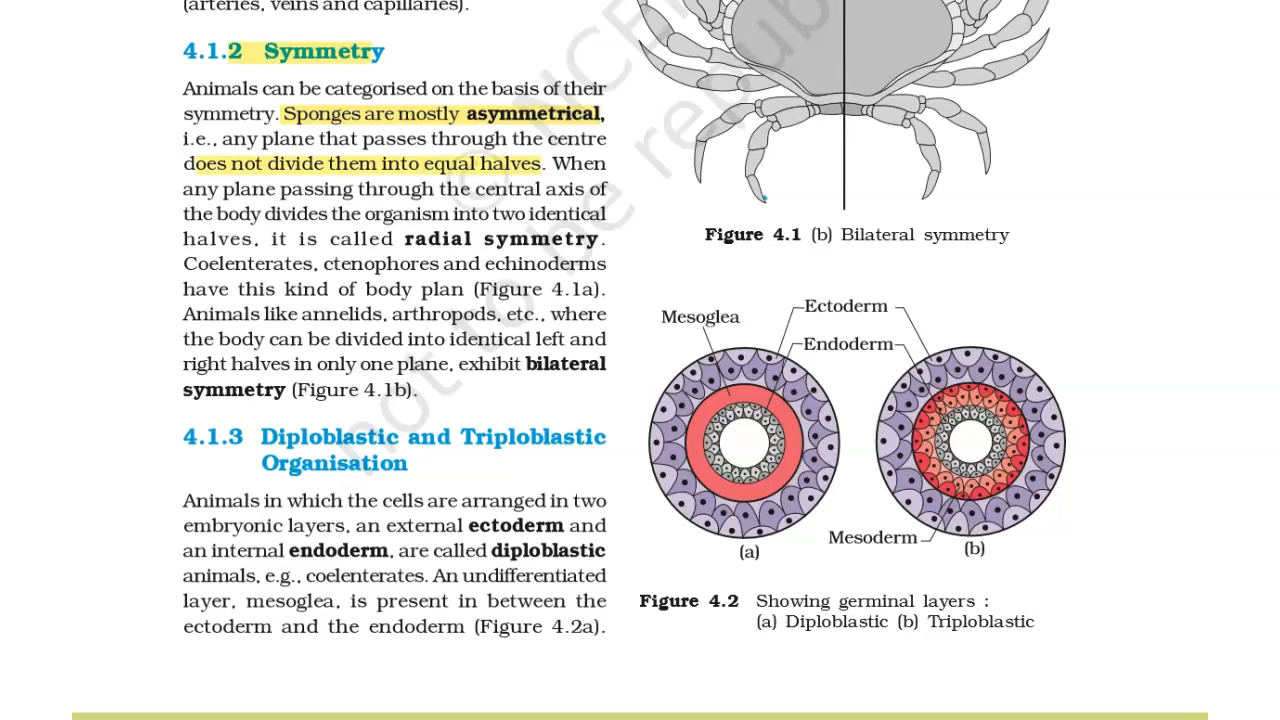 (arteries, veins and capillaries).
4.1.2 Symmetry
Animals can be categorised on the basis of their
symmetry. Sponges are mostly asymmetrical,
i.e., any plane that passes through the centre
does not divide them into equal halves. When
any plane passing through the central axis of
the body divides the organism into two identical
halves, it is called radial symmetry.
Coelenterates, ctenophores and echinoderms
have this kind of body plan (Figure 4.1a).
Animals like annelids, arthropods, etc., where
the body can be divided into identical left and
right halves in only one plane, exhibit bilateral
symmetry (Figure 4.1b).
4.1.3 Diploblastic and Triploblastic
Organisation
Animals in which the cells are arranged in two
embryonic layers, an external ectoderm and
an internal endoderm, are called diploblastic
animals, e.g., coelenterates. An undifferentiated
layer, mesoglea, is present in between the
ectoderm and the endoderm (Figure 4.2a).
Figure 4.1 (b) Bilateral symmetry
Mesoglea
Ectoderm
Endoderm
Mesoderm
(a)
(b)
Figure 4.2 Showing germinal layers :
(a) Diploblastic (b) Triploblastic
© NCE
not to be repub